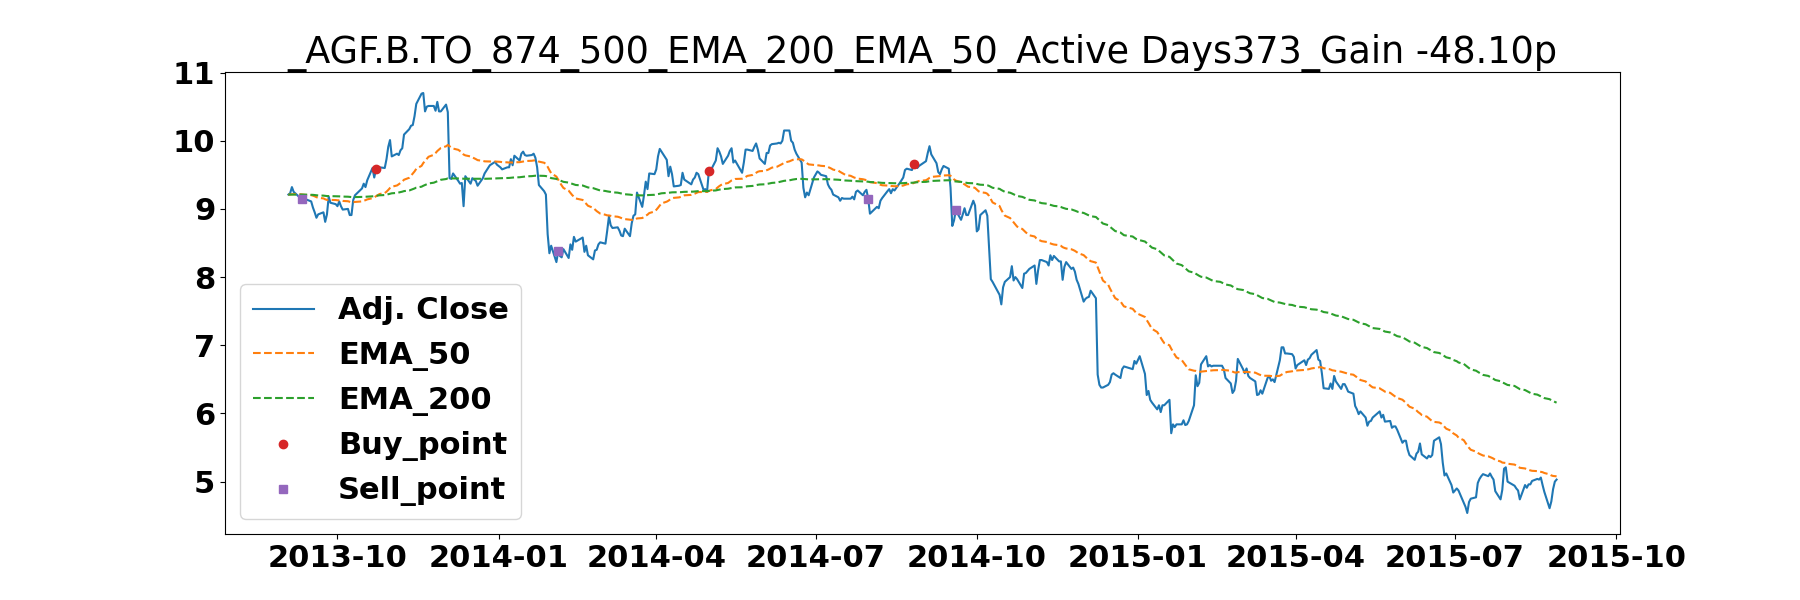 _AGF.B.TO_874_500_EMA_200_EMA_50_Active Days373_Gain -48.10p
11
10
9
8
7
6
5
Adj. Close
EMA_50
EMA_200
Buy_point
Sell_point
2013-10 2014-01 2014-04 2014-07 2014-10 2015-01 2015-04 2015-07 2015-10